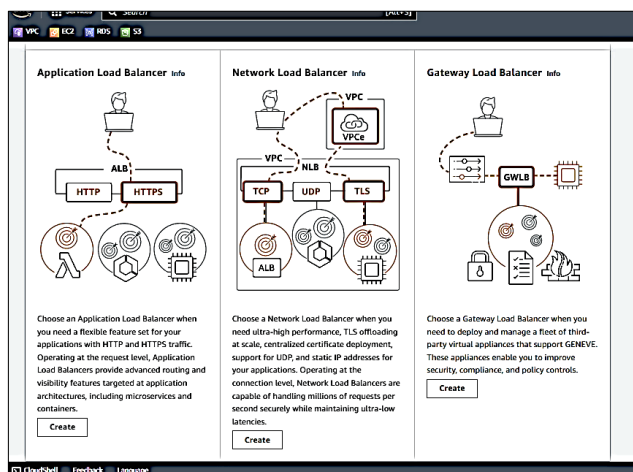 Services
Search
[Alt+S]
VPC EC2 RDS S3
Application Load Balancer Info
ALB
HTTP HTTPS
Choose an Application Load Balancer when
you need a flexible feature set for your
applications with HTTP and HTTPS traffic.
Operating at the request level, Application
Load Balancers provide advanced routing and
visibility features targeted at application
architectures, including microservices and
containers.
Create
Network Load Balancer Info
VPC
VPCe
VPC
NLB
TCP UDP TLS
ALB
Choose a Network Load Balancer when you
need ultra-high performance, TLS offloading
at scale, centralized certificate deployment,
support for UDP, and static IP addresses for
your applications. Operating at the
connection level, Network Load Balancers are
capable of handling millions of requests per
second securely while maintaining ultra-low
latencies.
Create
Gateway Load Balancer Info
GWLB
Choose a Gateway Load Balancer when you
need to deploy and manage a fleet of third-
party virtual appliances that support GENEVE.
These appliances enable you to improve
security, compliance, and policy controls.
Create
CloudShell Feedback Language